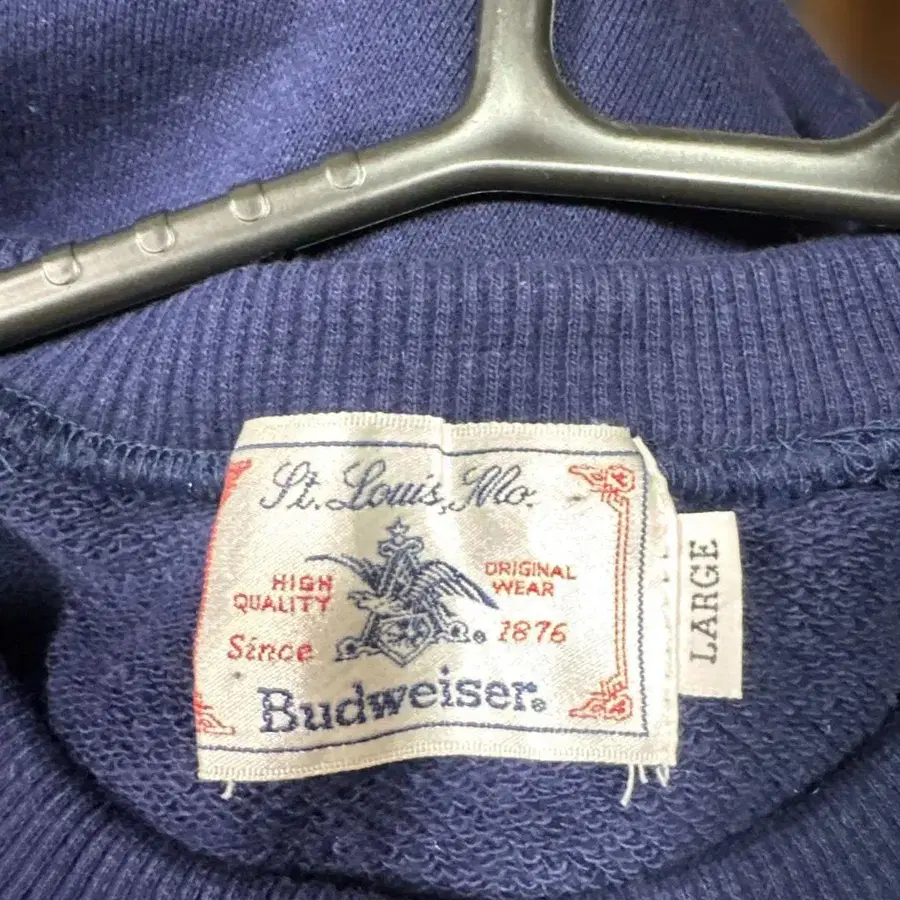 St. Louis, Mo.
HIGH QUALITY
ORIGINAL WEAR
Since 1876
Budweiser®
LARGE